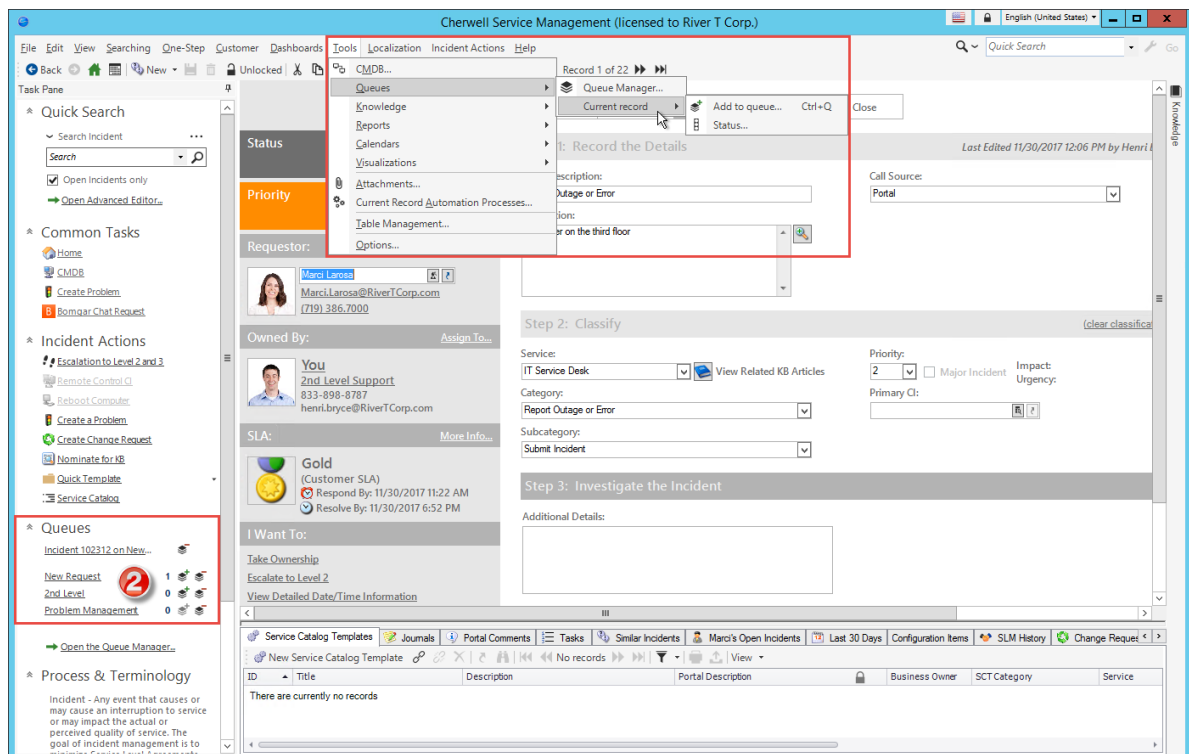 Cherwell Service Management (licensed to River T Corp.)
English (United States)
File Edit View Searching One-Step Customer Dashboards Tools Localization Incident Actions Help
Quick Search
Go
Back New Unlocked
Record 1 of 22
Task Pane
Quick Search
Search Incident
Search
Open Incidents only
Open Advanced Editor...
Common Tasks
Home
CMDB
Create Problem
Bomgar Chat Request
Incident Actions
Escalation to Level 2 and 3
Remote Control CI
Reboot Computer
Create a Problem
Create Change Request
Nominate for KB
Quick Template
Service Catalog
Queues
Incident 102312 on New...
New Request 1
2nd Level 0
Problem Management 0
2
Open the Queue Manager...
Process & Terminology
Incident - Any event that causes or
may cause an interruption to service
or may impact the actual or
perceived quality of service. The
goal of incident management is to
CMDB...
Queues
Knowledge
Reports
Calendars
Visualizations
Attachments...
Current Record Automation Processes...
Table Management...
Options...
Queue Manager...
Current record
Add to queue... Ctrl+Q
Status...
Close
Knowledge
Status
Priority
Requestor:
Marci Larosa
Marci.Larosa@RiverTCorp.com
(719) 386.7000
Owned By: Assign To...
You
2nd Level Support
833-898-8787
henri.bryce@RiverTCorp.com
SLA: More Info...
Gold
(Customer SLA)
Respond By: 11/30/2017 11:22 AM
Resolve By: 11/30/2017 6:52 PM
I Want To:
Take Ownership
Escalate to Level 2
View Detailed Date/Time Information
1: Record the Details
Last Edited 11/30/2017 12:06 PM by Henri
Call Source:
Portal
Outage or Error
on the third floor
Step 2: Classify
(clear classificat
Service:
IT Service Desk
View Related KB Articles
Priority:
2
Major Incident
Impact:
Urgency:
Category:
Report Outage or Error
Primary CI:
Subcategory:
Submit Incident
Step 3: Investigate the Incident
Additional Details:
Service Catalog Templates Journals Portal Comments Tasks Similar Incidents Marci's Open Incidents Last 30 Days Configuration Items SLM History Change Reques
New Service Catalog Template No records View
ID Title Description Portal Description Business Owner SCT Category Service
There are currently no records